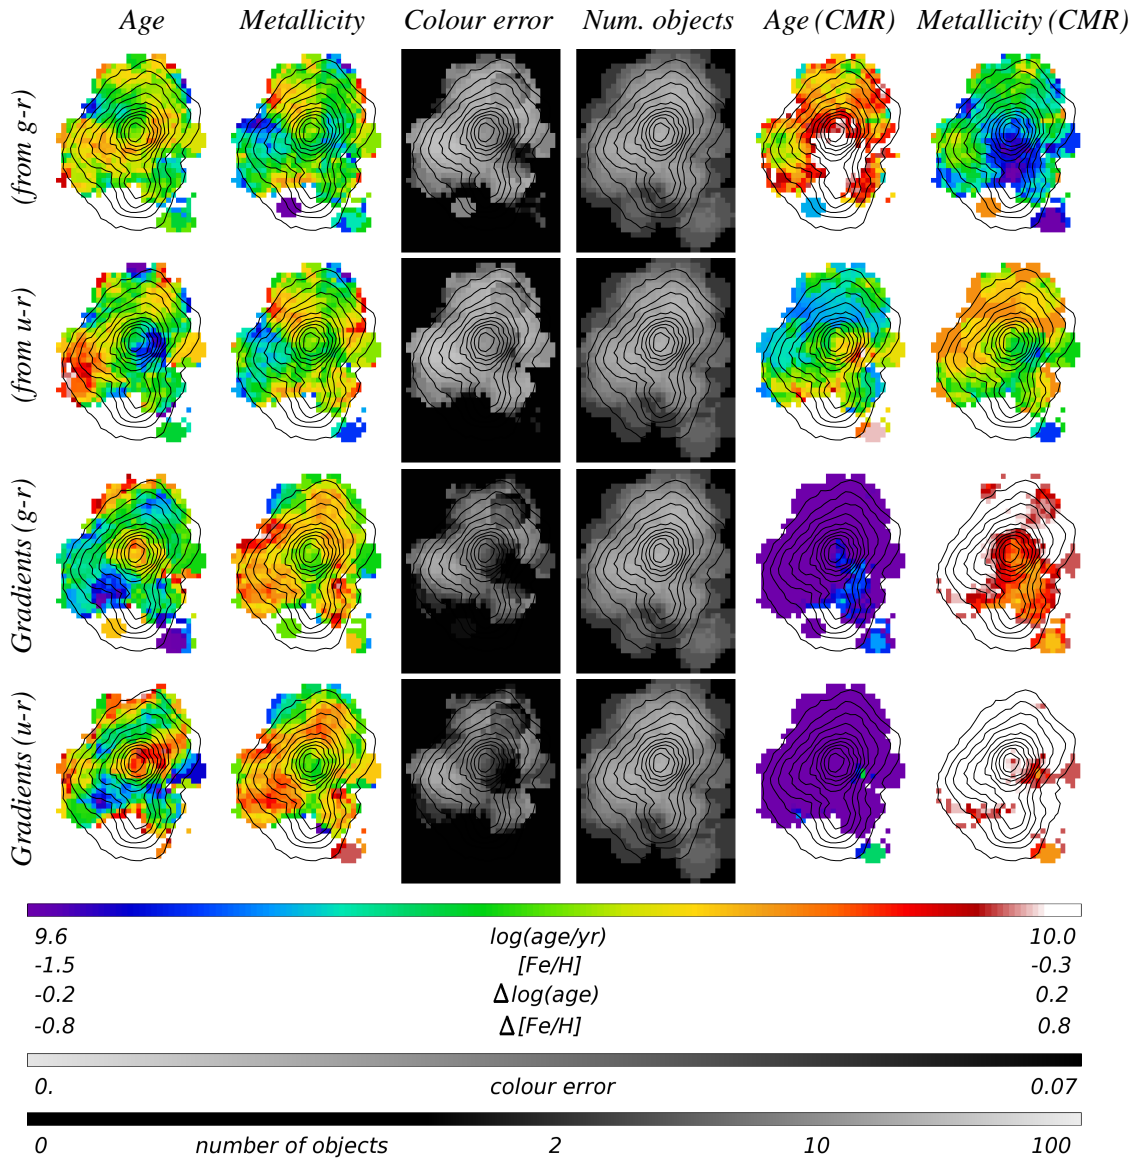 Age Metallicity Colour error Num. objects Age (CMR) Metallicity (CMR)
(from g-r)
(from u-r)
Gradients (g-r)
Gradients (u-r)
9.6 log(age/yr) 10.0
-1.5 [Fe/H] -0.3
-0.2 Δlog(age) 0.2
-0.8 Δ[Fe/H] 0.8
0. colour error 0.07
0 number of objects 2 10 100